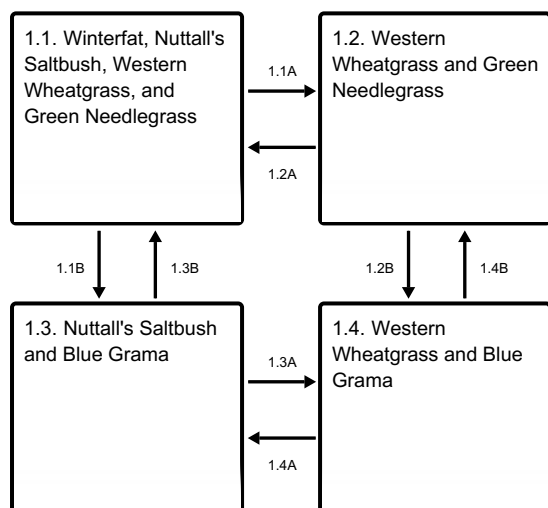 1.1. Winterfat, Nuttall's
Saltbush, Western
Wheatgrass, and
Green Needlegrass
1.1A
1.2A
1.2. Western
Wheatgrass and Green
Needlegrass
1.1B
1.3B
1.2B
1.4B
1.3. Nuttall's Saltbush
and Blue Grama
1.3A
1.4A
1.4. Western
Wheatgrass and Blue
Grama